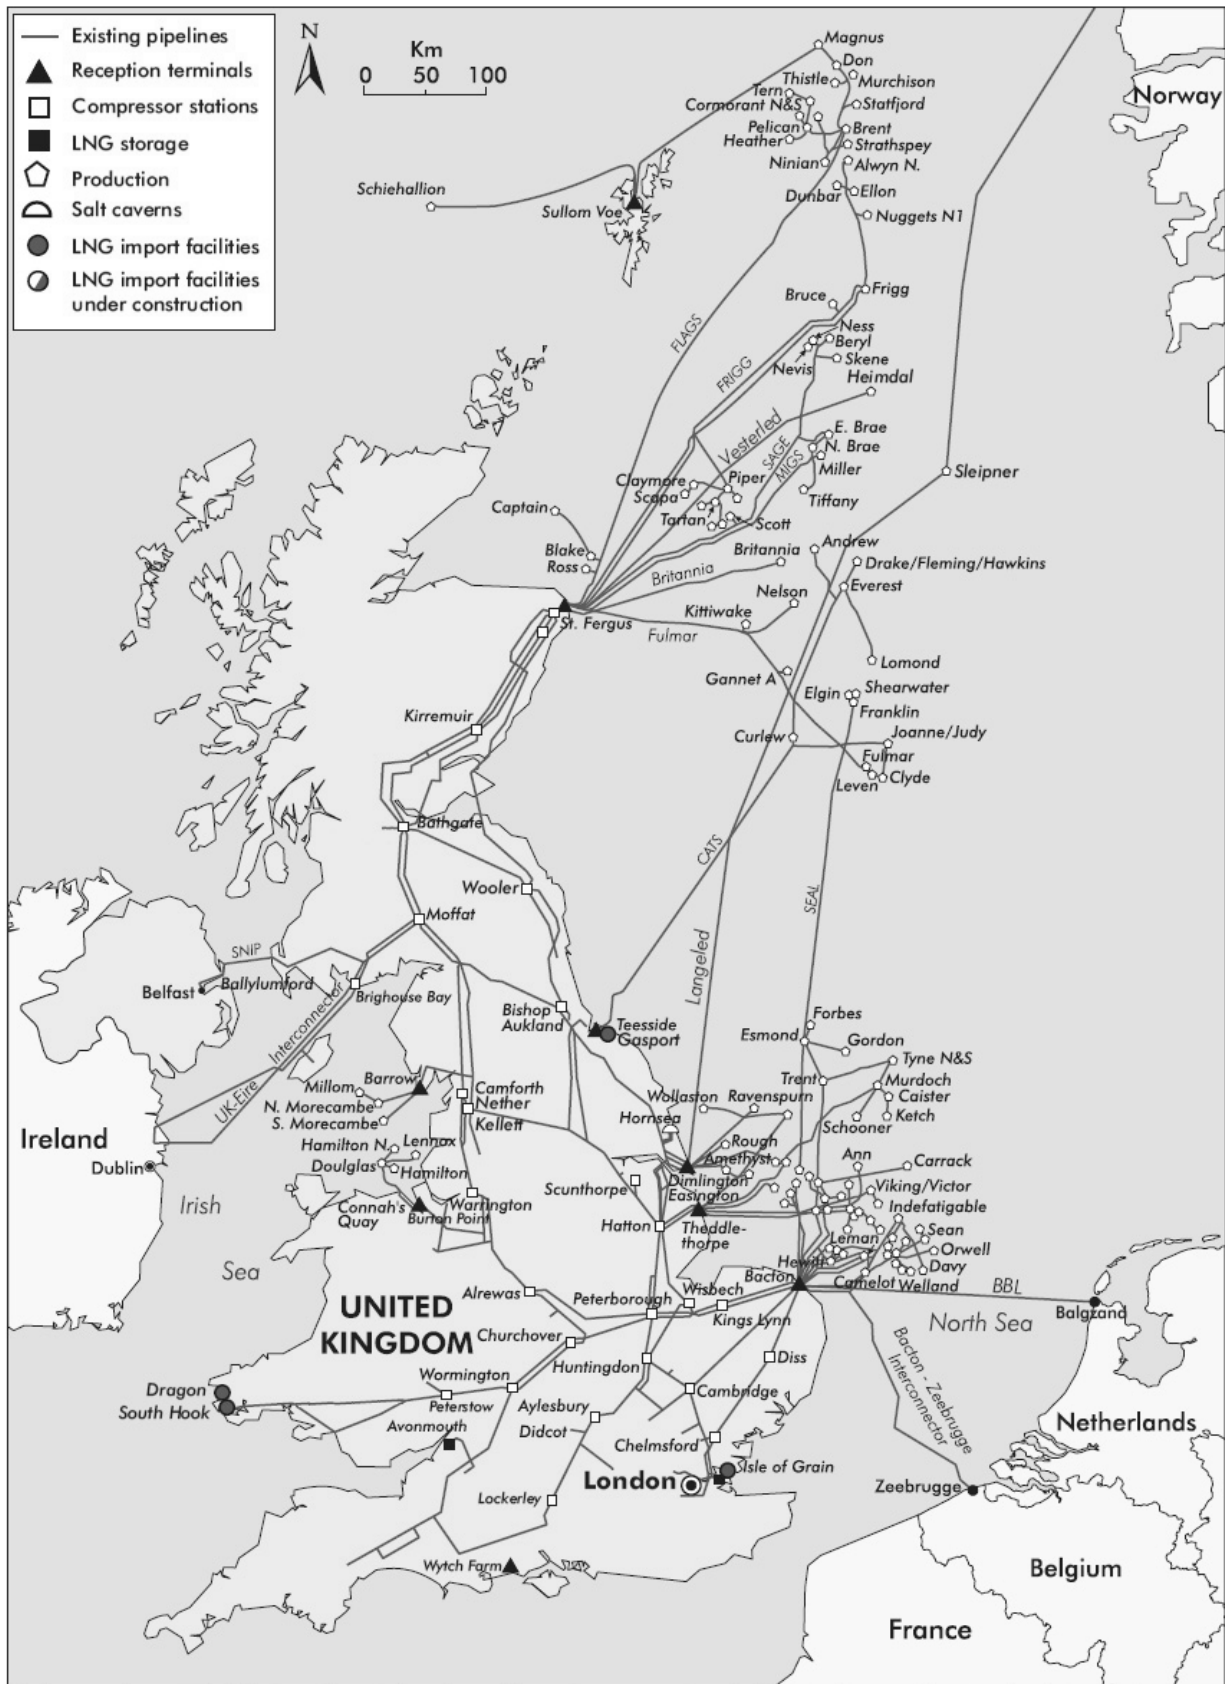 Existing pipelines
Reception terminals
Compressor stations
LNG storage
Production
Salt caverns
LNG import facilities
LNG import facilities
under construction
N
Km
0 50 100
Magnus
Don
Thistle
Murchison
Tern
Cormorant N&S
Statfjord
Pelican
Brent
Heather
Strathspey
Ninian
Alwyn N.
Dunbar
Ellon
Nuggets N1
Norway
Schiehallion
Sullom Voe
Bruce
Frigg
FLAGS
FRIGG
Ness
Beryl
Nevis
Skene
Heimdal
Vesterled
SAGE
MIGS
E. Brae
N. Brae
Miller
Tiffany
Sleipner
Claymore
Piper
Scapa
Tartan
Scott
Captain
Blake
Ross
Britannia
Britannia
Andrew
Drake/Fleming/Hawkins
Everest
Nelson
Kittiwake
St. Fergus
Fulmar
Lomond
Gannet A
Elgin
Shearwater
Franklin
Kirremuir
Curlew
Joanne/Judy
Fulmar
Leven
Clyde
Bathgate
CATS
Wooler
SEAL
Moffat
Langeled
SNIP
Belfast
Ballylumford
Brighouse Bay
Interconnector
UK-Eire
Bishop
Aukland
Teesside
Gasport
Forbes
Esmond
Gordon
Tyne N&S
Trent
Murdoch
Caister
Ketch
Schooner
Barrow
Millom
N. Morecambe
S. Morecambe
Camforth
Nether
Kellett
Wollaston
Ravenspurn
Hornsea
Rough
Amethyst
Ireland
Dublin
Hamilton N.
Lennox
Doulglas
Hamilton
Dimlington
Easington
Ann
Carrack
Viking/Victor
Indefatigable
Scunthorpe
Connah's
Quay
Burton Point
Warrington
Hatton
Theddle-
thorpe
Sean
Leman
Orwell
Hewitt
Davy
Irish
Sea
Bacton
Camelot
Welland
BBL
Balgzand
North Sea
Alrewas
Peterborough
Wisbech
Kings Lynn
UNITED
KINGDOM
Churchover
Huntingdon
Diss
Bacton - Zeebrugge
Interconnector
Wormington
Peterstow
Cambridge
Dragon
South Hook
Avonmouth
Aylesbury
Didcot
Chelmsford
Netherlands
London
Isle of Grain
Zeebrugge
Lockerley
Wytch Farm
Belgium
France